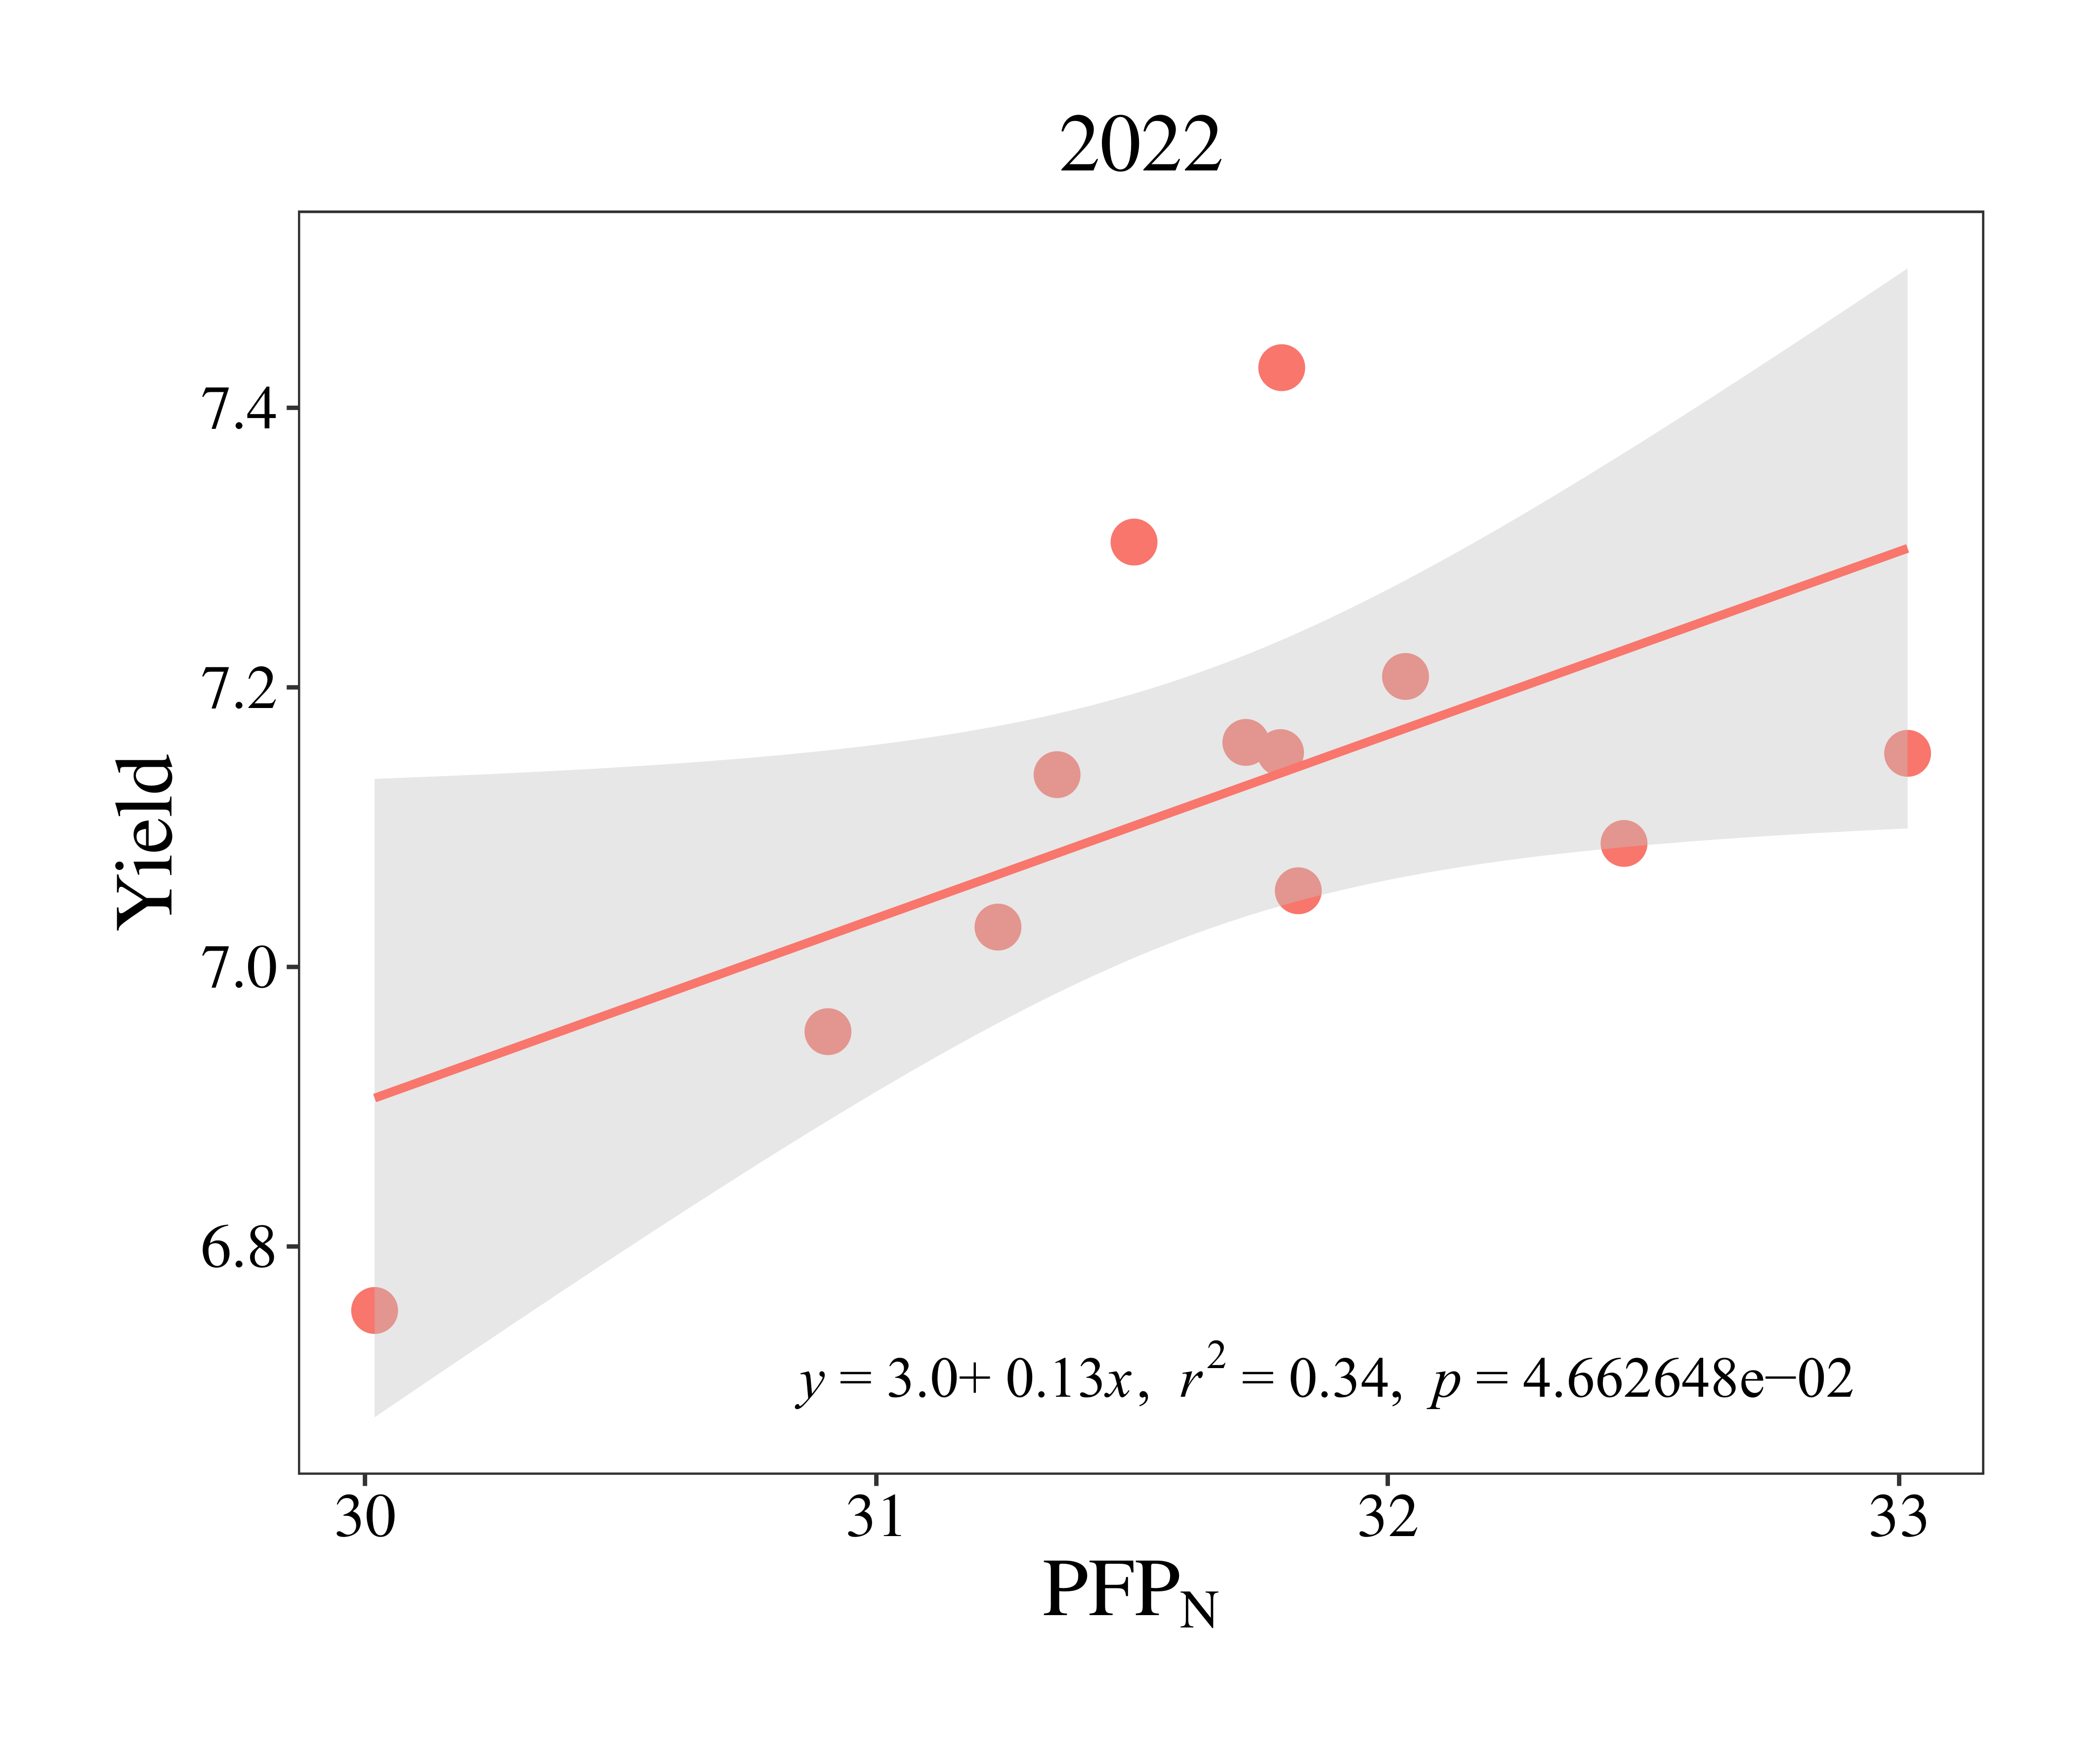 2022
Yield
7.4
7.2
7.0
6.8
y = 3.0+ 0.13x, r² = 0.34, p = 4.662648e−02
30 31 32 33
PFP_N